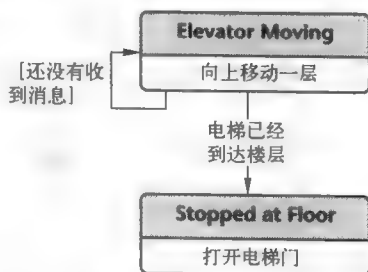 Elevator Moving
向上移动一层
[还没有收
到消息]
电梯已经
到达楼层
Stopped at Floor
打开电梯门